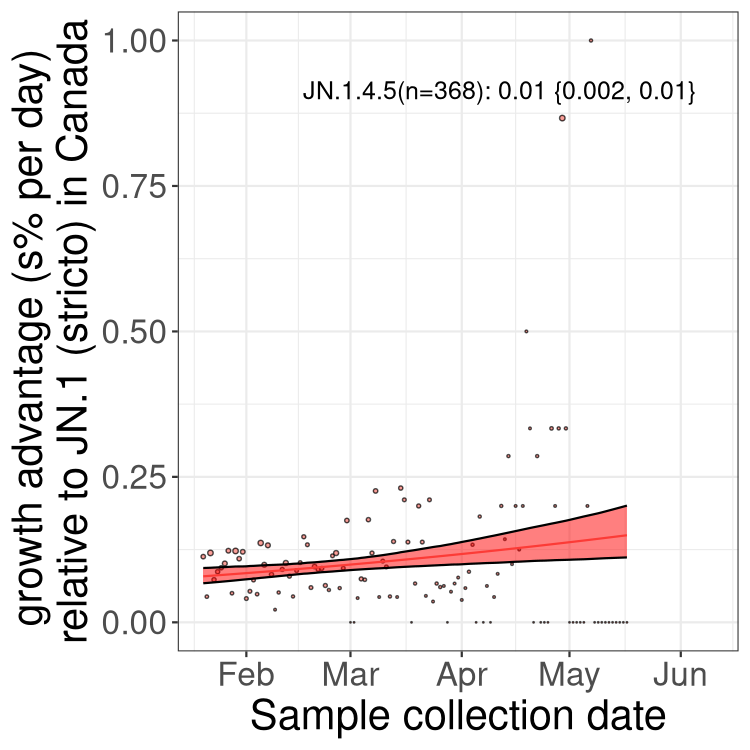 growth advantage (s% per day)
relative to JN.1 (stricto) in Canada
1.00
0.75
0.50
0.25
0.00
JN.1.4.5(n=368): 0.01 {0.002, 0.01}
Feb Mar Apr May Jun
Sample collection date